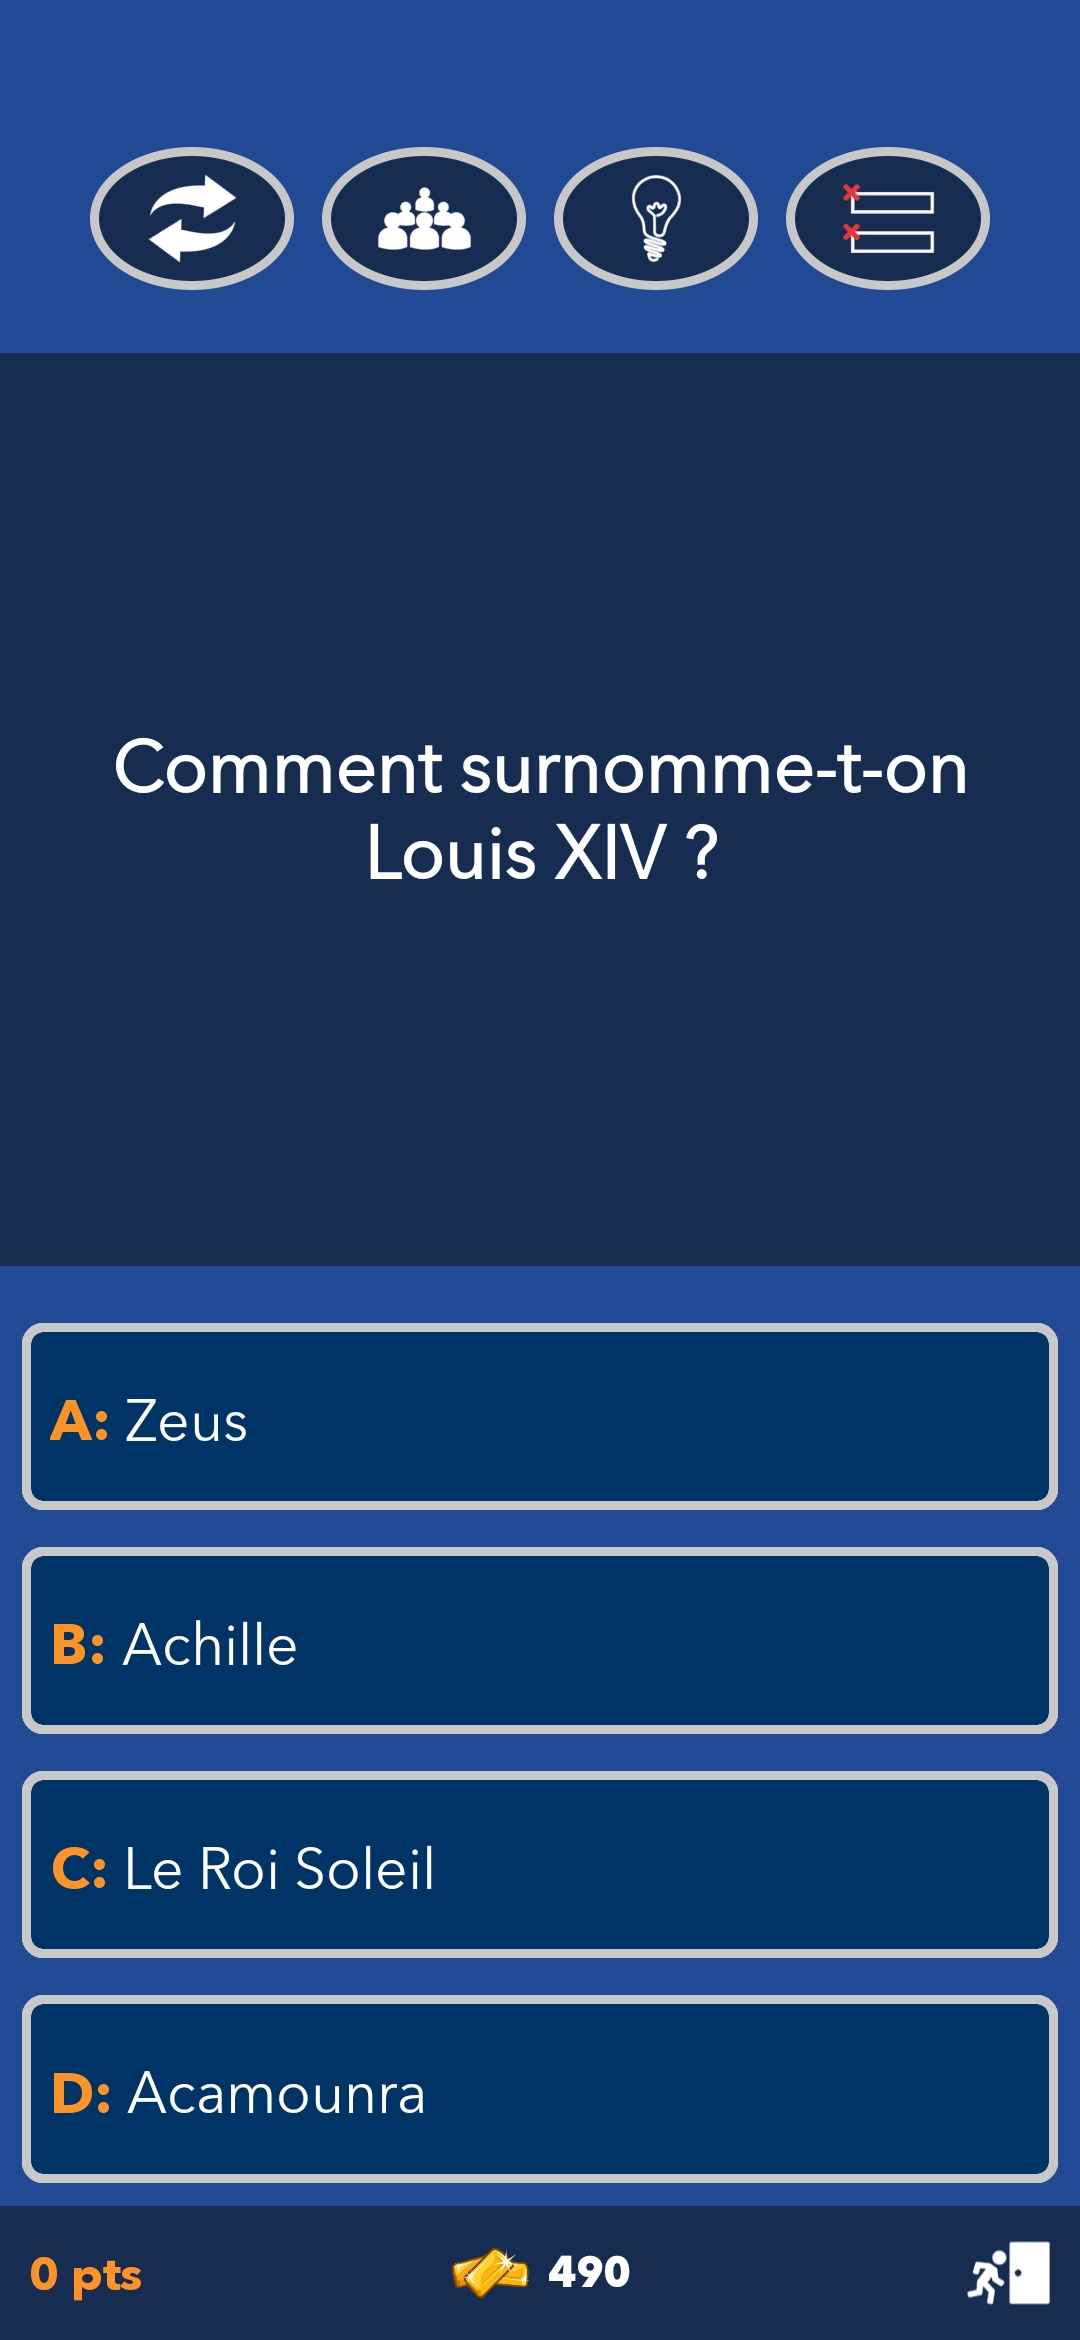 Comment surnomme-t-on
Louis XIV ?
A: Zeus
B: Achille
C: Le Roi Soleil
D: Acamounra
0 pts
490